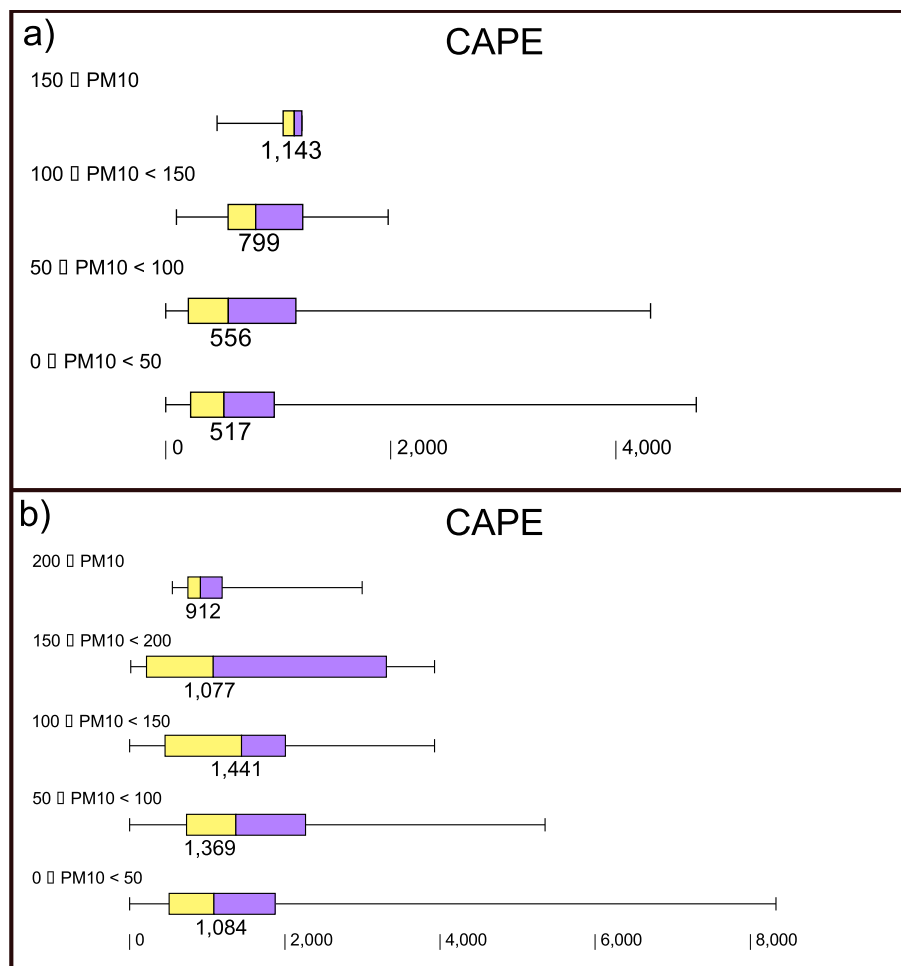 a)
CAPE
150 ▯ PM10
1,143
100 ▯ PM10 < 150
799
50 ▯ PM10 < 100
556
0 ▯ PM10 < 50
517
|0 |2,000 |4,000
b)
CAPE
200 ▯ PM10
912
150 ▯ PM10 < 200
1,077
100 ▯ PM10 < 150
1,441
50 ▯ PM10 < 100
1,369
0 ▯ PM10 < 50
1,084
|0 |2,000 |4,000 |6,000 |8,000